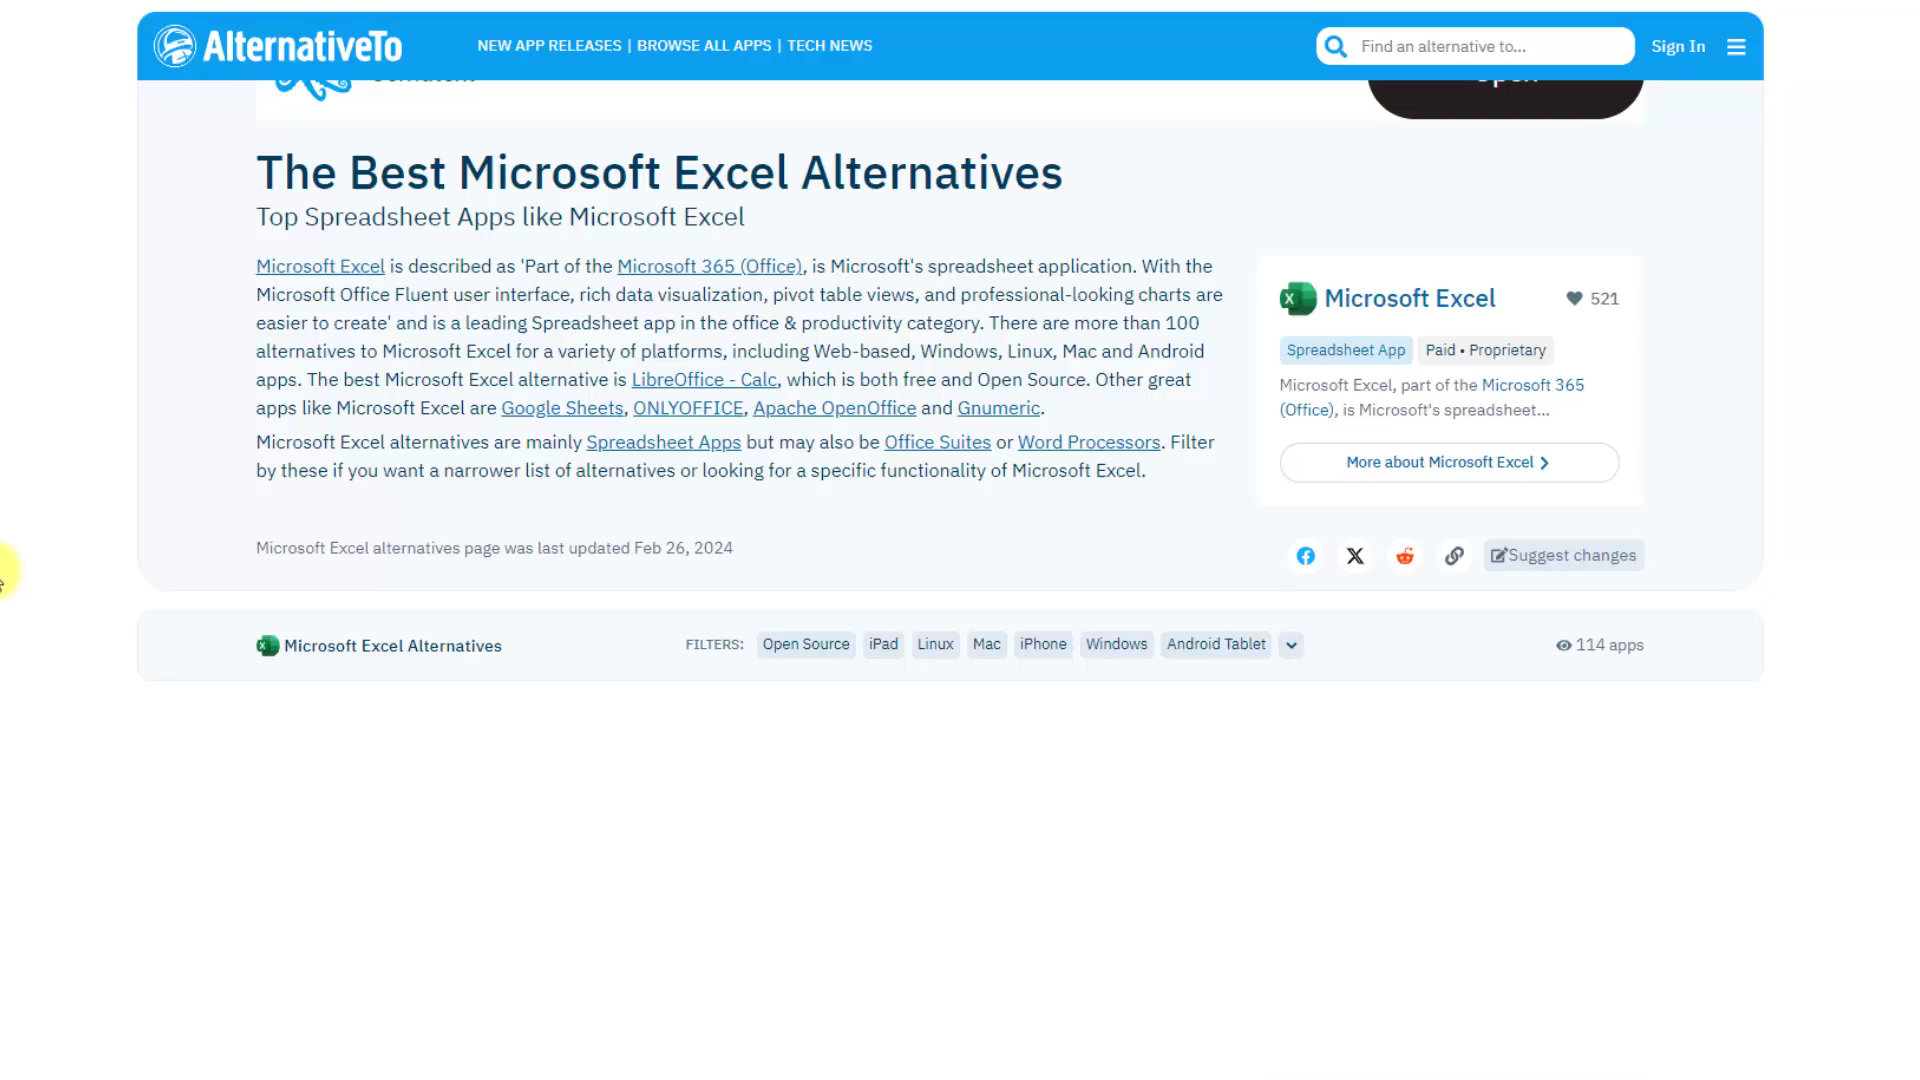 AlternativeTo
NEW APP RELEASES | BROWSE ALL APPS | TECH NEWS
Find an alternative to...
Sign In
The Best Microsoft Excel Alternatives
Top Spreadsheet Apps like Microsoft Excel
Microsoft Excel is described as 'Part of the Microsoft 365 (Office), is Microsoft's spreadsheet application. With the
Microsoft Office Fluent user interface, rich data visualization, pivot table views, and professional-looking charts are
easier to create' and is a leading Spreadsheet app in the office & productivity category. There are more than 100
alternatives to Microsoft Excel for a variety of platforms, including Web-based, Windows, Linux, Mac and Android
apps. The best Microsoft Excel alternative is LibreOffice - Calc, which is both free and Open Source. Other great
apps like Microsoft Excel are Google Sheets, ONLYOFFICE, Apache OpenOffice and Gnumeric.
Microsoft Excel alternatives are mainly Spreadsheet Apps but may also be Office Suites or Word Processors. Filter
by these if you want a narrower list of alternatives or looking for a specific functionality of Microsoft Excel.
Microsoft Excel alternatives page was last updated Feb 26, 2024
Microsoft Excel
521
Spreadsheet App
Paid • Proprietary
Microsoft Excel, part of the Microsoft 365
(Office), is Microsoft's spreadsheet...
More about Microsoft Excel
Suggest changes
Microsoft Excel Alternatives
FILTERS: Open Source iPad Linux Mac iPhone Windows Android Tablet
114 apps